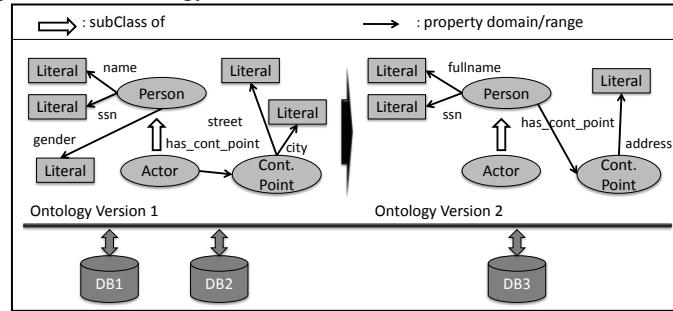 : subClass of
: property domain/range
name
Literal
Person
Literal
ssn
Literal
Literal
gender
street
has_cont_point
city
Literal
Actor
Cont.
Point
Ontology Version 1
fullname
Literal
Person
Literal
ssn
Literal
has_cont_point
address
Actor
Cont.
Point
Ontology Version 2
DB1
DB2
DB3